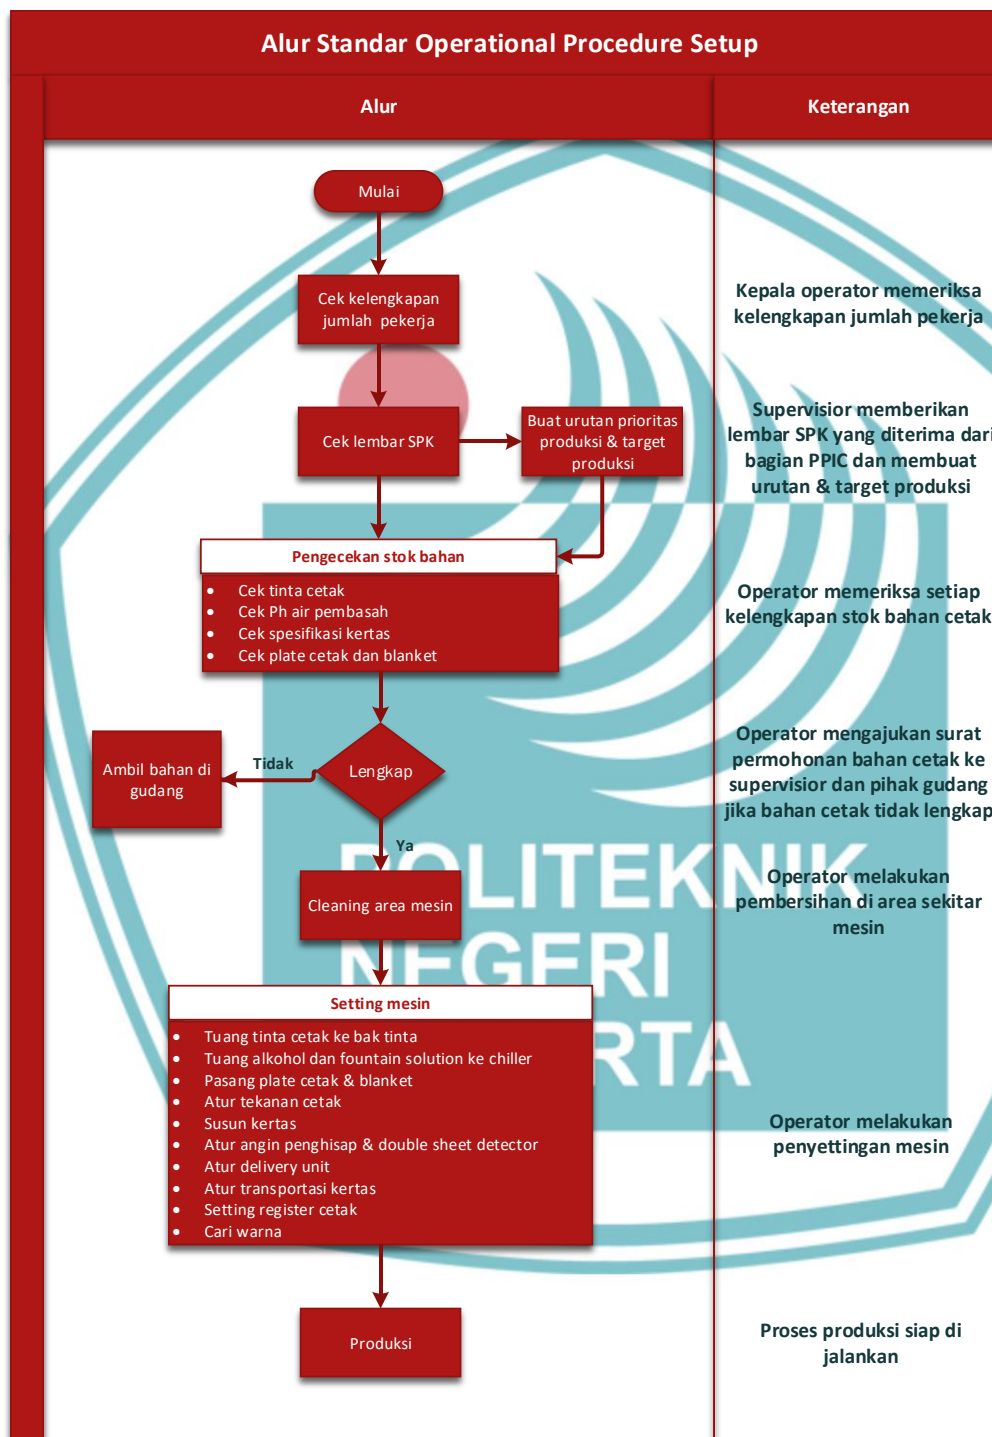 Alur Standar Operational Procedure Setup
Alur
Keterangan
Mulai
Cek kelengkapan
jumlah pekerja
Kepala operator memeriksa
kelengkapan jumlah pekerja
Cek lembar SPK
Buat urutan prioritas
produksi & target
produksi
Supervisior memberikan
lembar SPK yang diterima dari
bagian PPIC dan membuat
urutan & target produksi
Pengecekan stok bahan
• Cek tinta cetak
• Cek Ph air pembasah
• Cek spesifikasi kertas
• Cek plate cetak dan blanket
Operator memeriksa setiap
kelengkapan stok bahan cetak
Lengkap
Tidak
Ambil bahan di
gudang
Operator mengajukan surat
permohonan bahan cetak ke
supervisior dan pihak gudang
jika bahan cetak tidak lengkap
Ya
Cleaning area mesin
Operator melakukan
pembersihan di area sekitar
mesin
Setting mesin
• Tuang tinta cetak ke bak tinta
• Tuang alkohol dan fountain solution ke chiller
• Pasang plate cetak & blanket
• Atur tekanan cetak
• Susun kertas
• Atur angin penghisap & double sheet detector
• Atur delivery unit
• Atur transportasi kertas
• Setting register cetak
• Cari warna
Operator melakukan
penyettingan mesin
Produksi
Proses produksi siap di
jalankan
POLITEKNIK
NEGERI
RTA